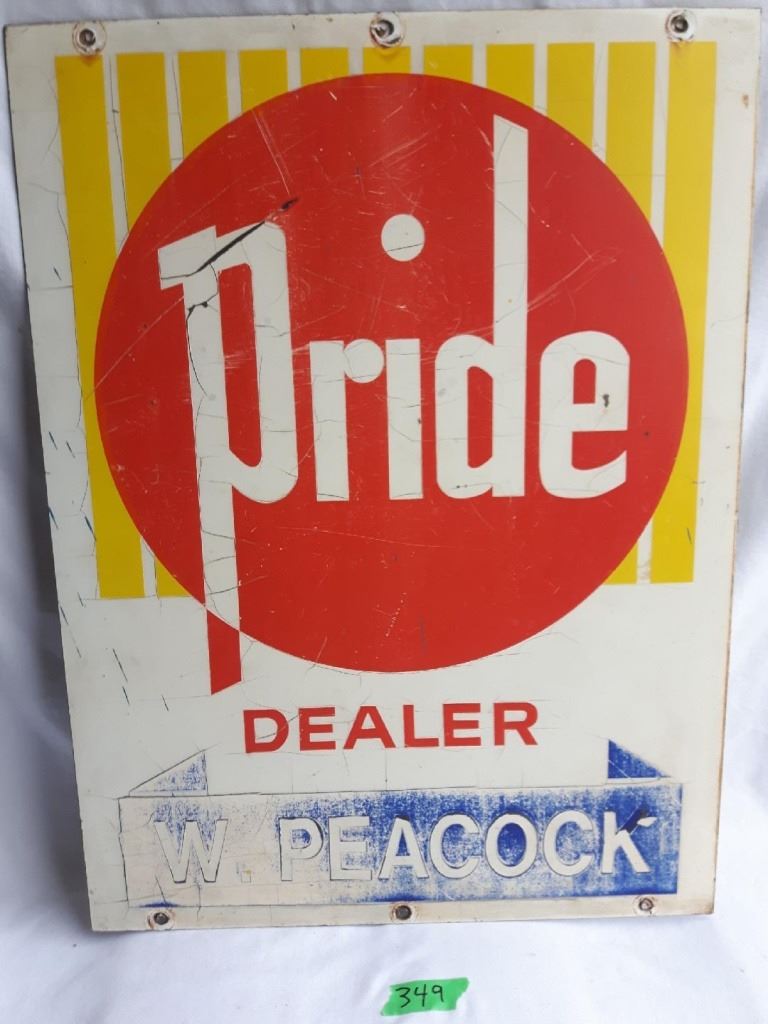 Pride
DEALER
W. PEACOCK
349